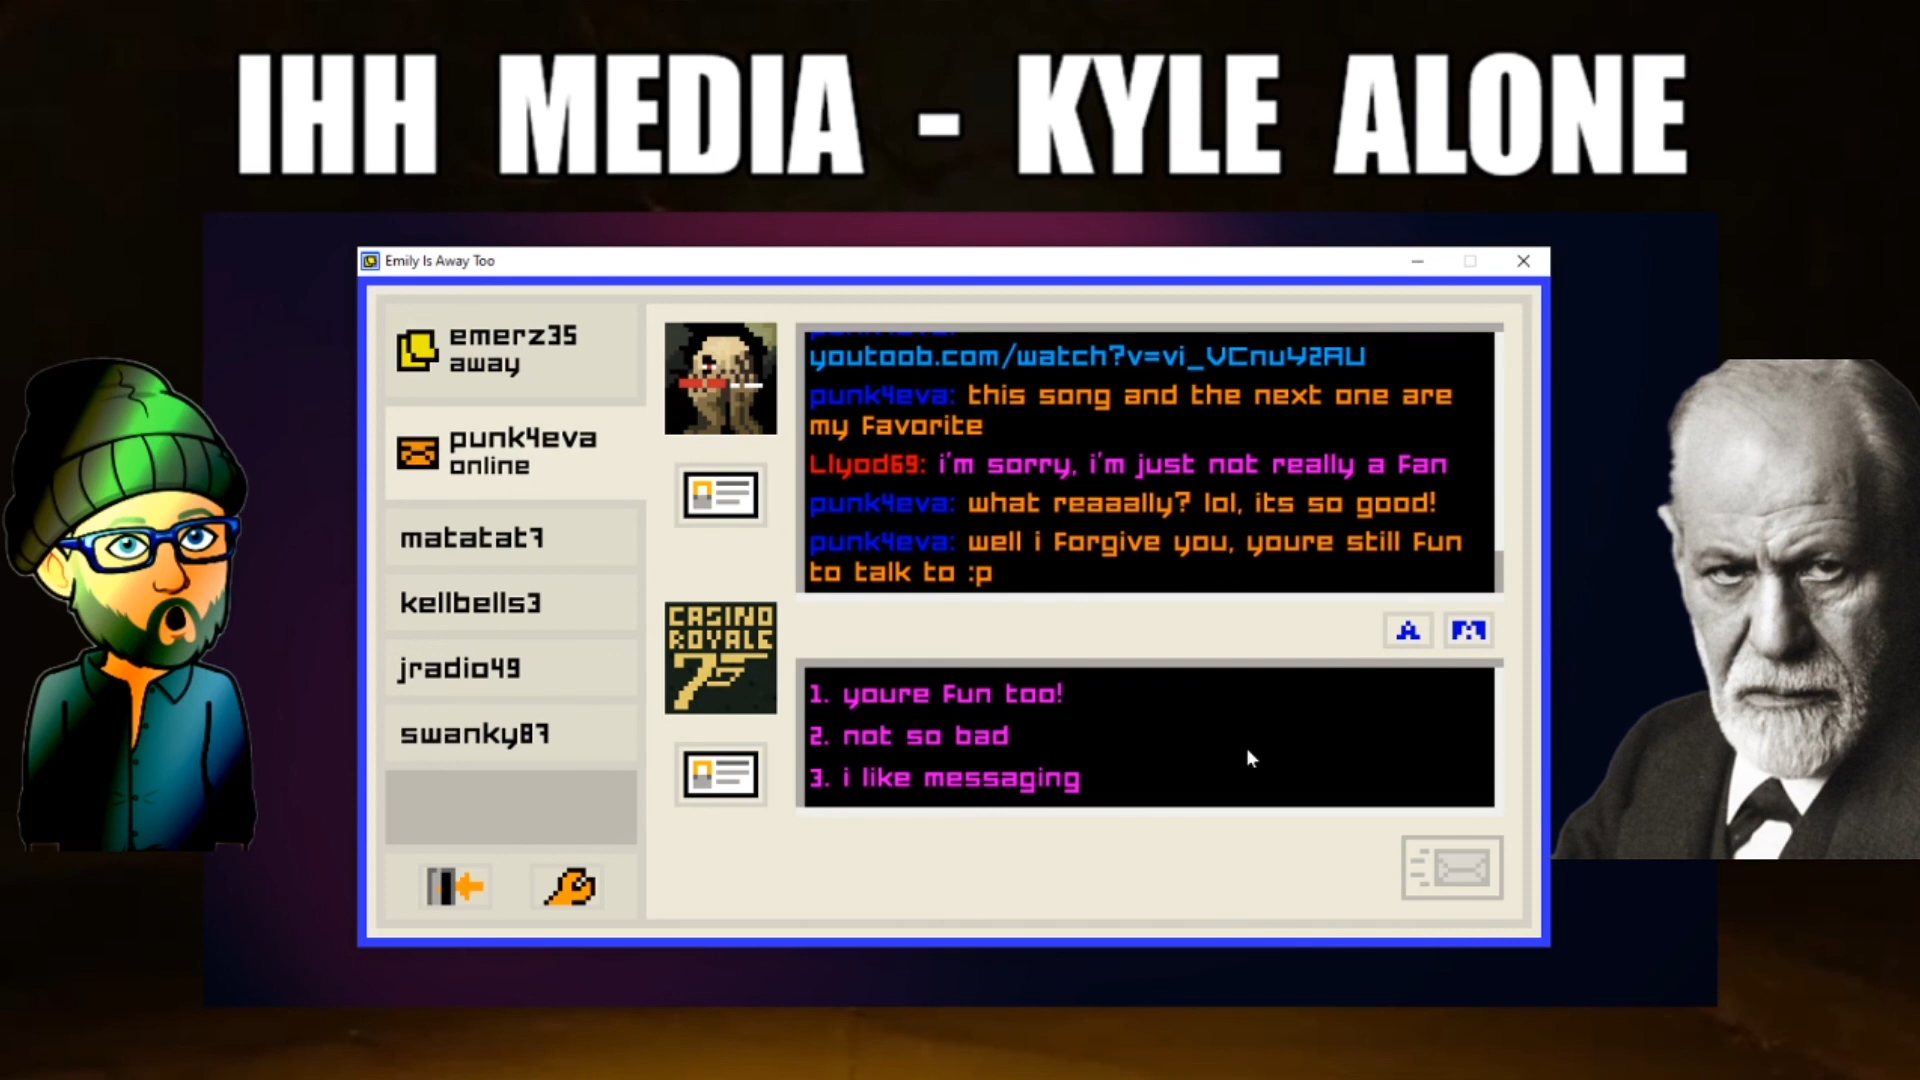 IHH MEDIA - KYLE ALONE
Emily Is Away Too
emerz35
away
punk4eva
online
matatat7
kellbells3
jradio49
swanky87
youtoob.com/watch?v=vi_VCnuY2AU
punk4eva: this song and the next one are
my favorite
Llyod69: i'm sorry, i'm just not really a fan
punk4eva: what reaaally? lol, its so good!
punk4eva: well i forgive you, youre still fun
to talk to :p
CASINO
ROYALE
7
A
M
1. youre fun too!
2. not so bad
3. i like messaging